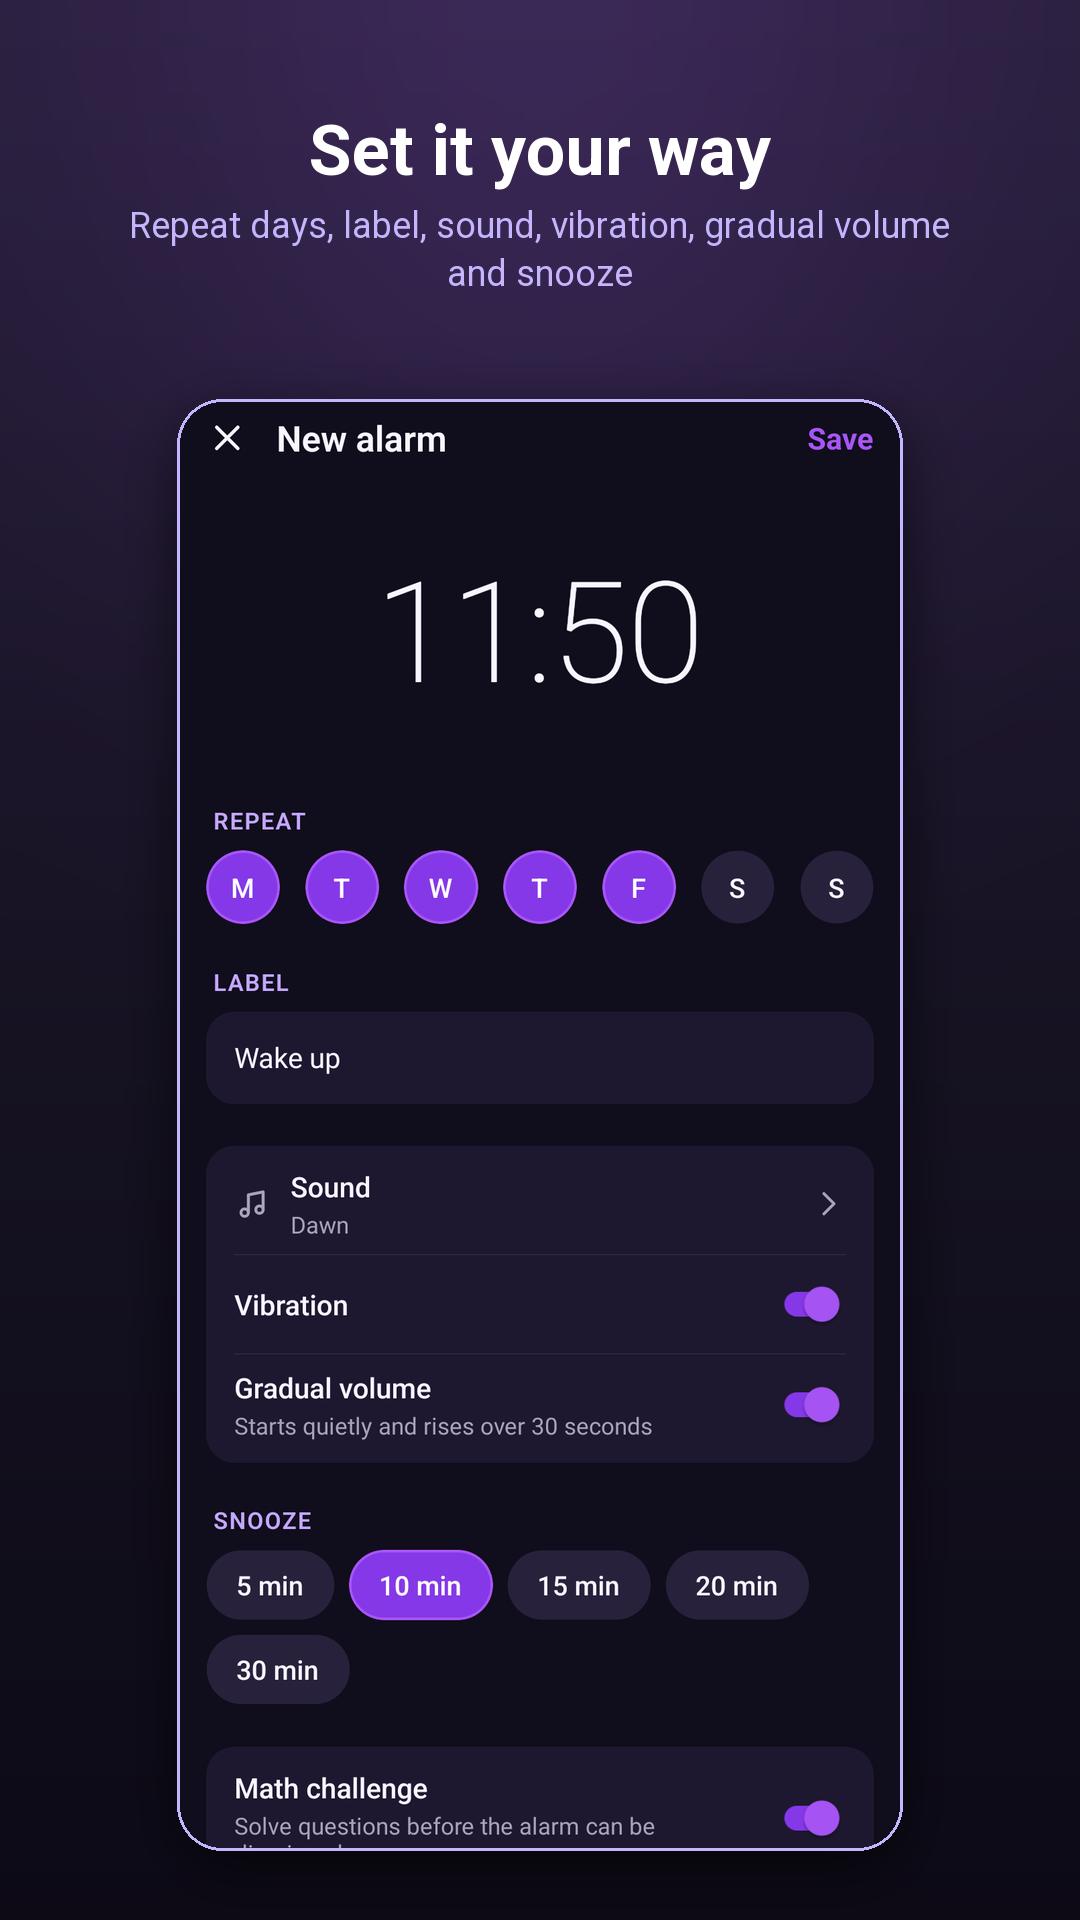 Set it your way
Repeat days, label, sound, vibration, gradual volume
and snooze
New alarm
Save
11:50
REPEAT
M T W T F S S
LABEL
Wake up
Sound
Dawn
Vibration
Gradual volume
Starts quietly and rises over 30 seconds
SNOOZE
5 min 10 min 15 min 20 min
30 min
Math challenge
Solve questions before the alarm can be